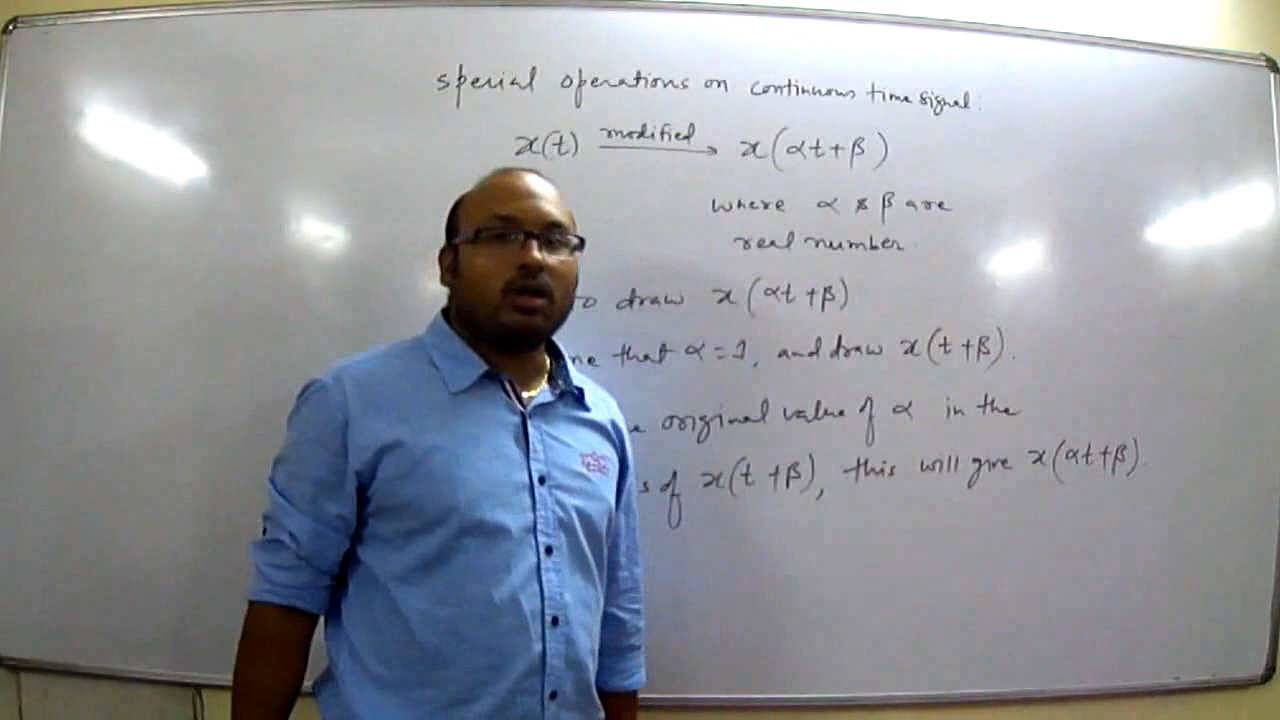 special operations on continuous time signal:
x(t) modified x(αt+β)
where α & β are
real number.
to draw x(αt+β)
me that α=1, and draw x(t+β).
e original value of α in the
s of x(t+β), this will give x(αt+β).